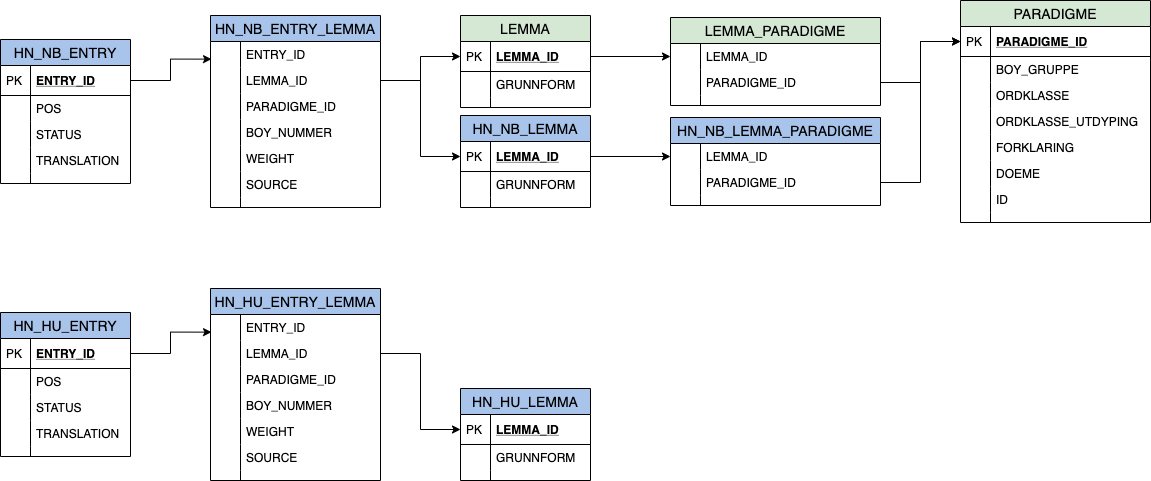 HN_NB_ENTRY
PK ENTRY_ID
POS
STATUS
TRANSLATION
HN_NB_ENTRY_LEMMA
ENTRY_ID
LEMMA_ID
PARADIGME_ID
BOY_NUMMER
WEIGHT
SOURCE
LEMMA
PK LEMMA_ID
GRUNNFORM
HN_NB_LEMMA
PK LEMMA_ID
GRUNNFORM
LEMMA_PARADIGME
LEMMA_ID
PARADIGME_ID
HN_NB_LEMMA_PARADIGME
LEMMA_ID
PARADIGME_ID
PARADIGME
PK PARADIGME_ID
BOY_GRUPPE
ORDKLASSE
ORDKLASSE_UTDYPING
FORKLARING
DOEME
ID
HN_HU_ENTRY
PK ENTRY_ID
POS
STATUS
TRANSLATION
HN_HU_ENTRY_LEMMA
ENTRY_ID
LEMMA_ID
PARADIGME_ID
BOY_NUMMER
WEIGHT
SOURCE
HN_HU_LEMMA
PK LEMMA_ID
GRUNNFORM